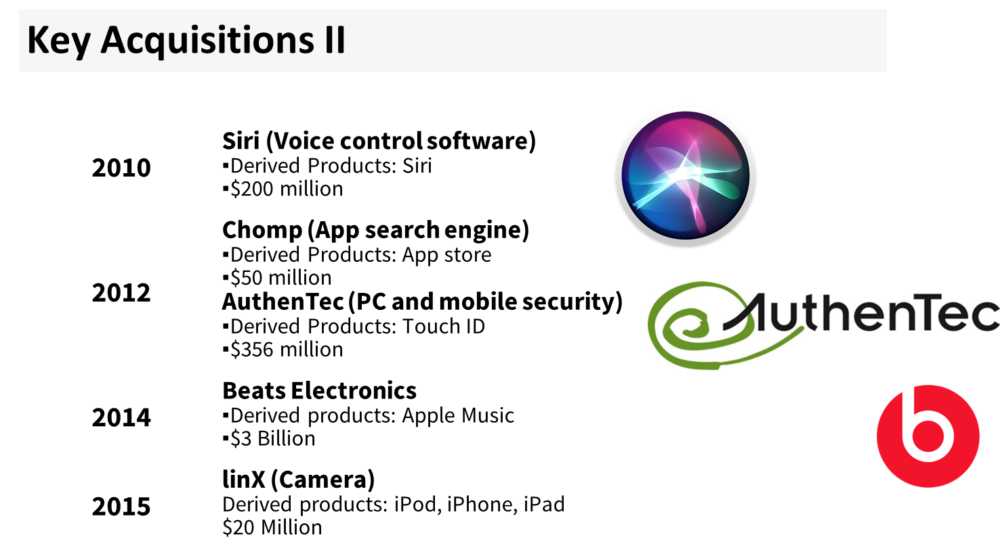 Key Acquisitions II
2010
Siri (Voice control software)
▪Derived Products: Siri
▪$200 million
2012
Chomp (App search engine)
▪Derived Products: App store
▪$50 million
AuthenTec (PC and mobile security)
▪Derived Products: Touch ID
▪$356 million
AuthenTec
2014
Beats Electronics
▪Derived products: Apple Music
▪$3 Billion
b
2015
linX (Camera)
Derived products: iPod, iPhone, iPad
$20 Million